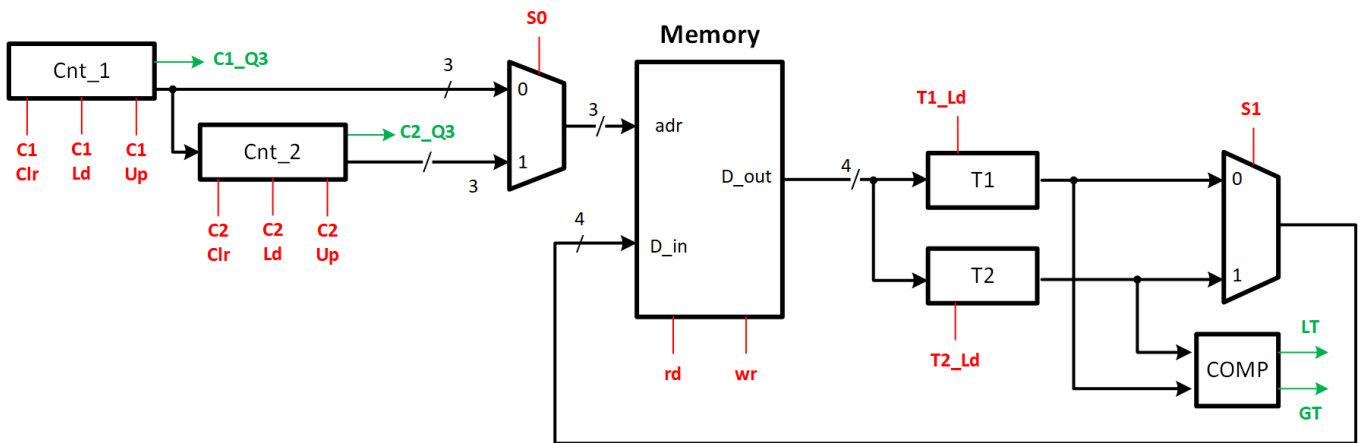 S0
Memory
Cnt_1
C1_Q3
3
0
C1
Clr
C1
Ld
C1
Up
Cnt_2
C2_Q3
3
1
3
adr
C2
Clr
C2
Ld
C2
Up
4
D_in
D_out
4
T1_Ld
T1
S1
0
T2
1
T2_Ld
COMP
LT
GT
rd
wr